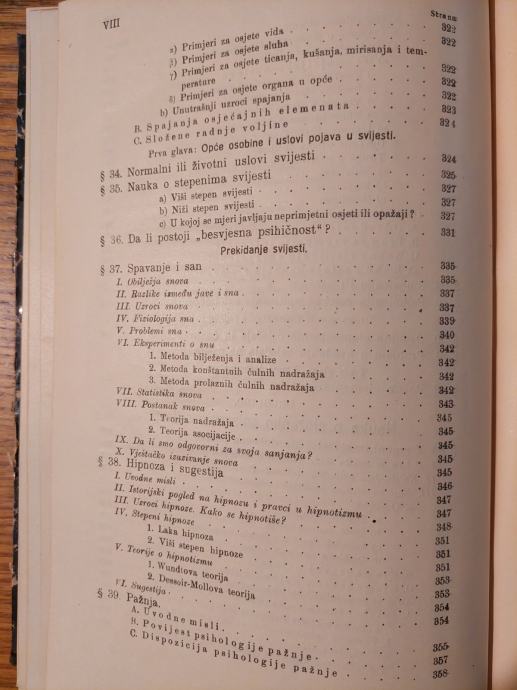 VIII
Strana
α) Primjeri za osjete vida 322
β) Primjeri za osjete sluha 322
γ) Primjeri za osjete ticanja, kušanja, mirisanja i tem-
perature 322
δ) Primjeri za osjete organa u opće 322
b) Unutrašnji uzroci spajanja 322
B. Spajanja osjećajnih elemenata 323
C. Složene radnje voljine 324
Prva glava: Opće osobine i uslovi pojava u svijesti.
§ 34. Normalni ili životni uslovi svijesti 324
§ 35. Nauka o stepenima svijesti 325
a) Viši stepen svijesti 327
b) Niži stepen svijesti 327
c) U kojoj se mjeri javljaju neprimjetni osjeti ili opažaji? 327
§ 36. Da li postoji „besvjesna psihičnost"? 331
Prekidanje svijesti.
§ 37. Spavanje i san 335
I. Obilježja snova 335
II. Razlike između jave i sna 337
III. Uzroci snova 337
IV. Fiziologija sna 339
V. Problemi sna 340
VI. Eksperimenti o snu 342
1. Metoda bilježenja i analize 342
2. Metoda konstantnih čulnih nadražaja 342
3. Metoda prolaznih čulnih nadražaja 342
VII. Statistika snova 343
VIII. Postanak snova 345
1. Teorija nadražaja 345
2. Teorija asocijacije 345
IX. Da li smo odgovorni za svoja sanjanja? 345
X. Vještačko izazivanje snova 345
§ 38. Hipnoza i sugestija 346
I. Uvodne misli 347
II. Istorijski pogled na hipnozu i pravci u hipnotizmu 347
III. Uzroci hipnoze. Kako se hipnotiše? 348
IV. Stepeni hipnoze 351
1. Laka hipnoza 351
2. Viši stepen hipnoze 351
V. Teorije o hipnotizmu 353
1. Wundtova teorija 353
2. Dessoir-Mollova teorija 354
VI. Sugestija 354
§ 39. Pažnja.
A. Uvodne misli 355
B. Povijest psihologije pažnje 357
C. Dispozicija psihologije pažnje 358